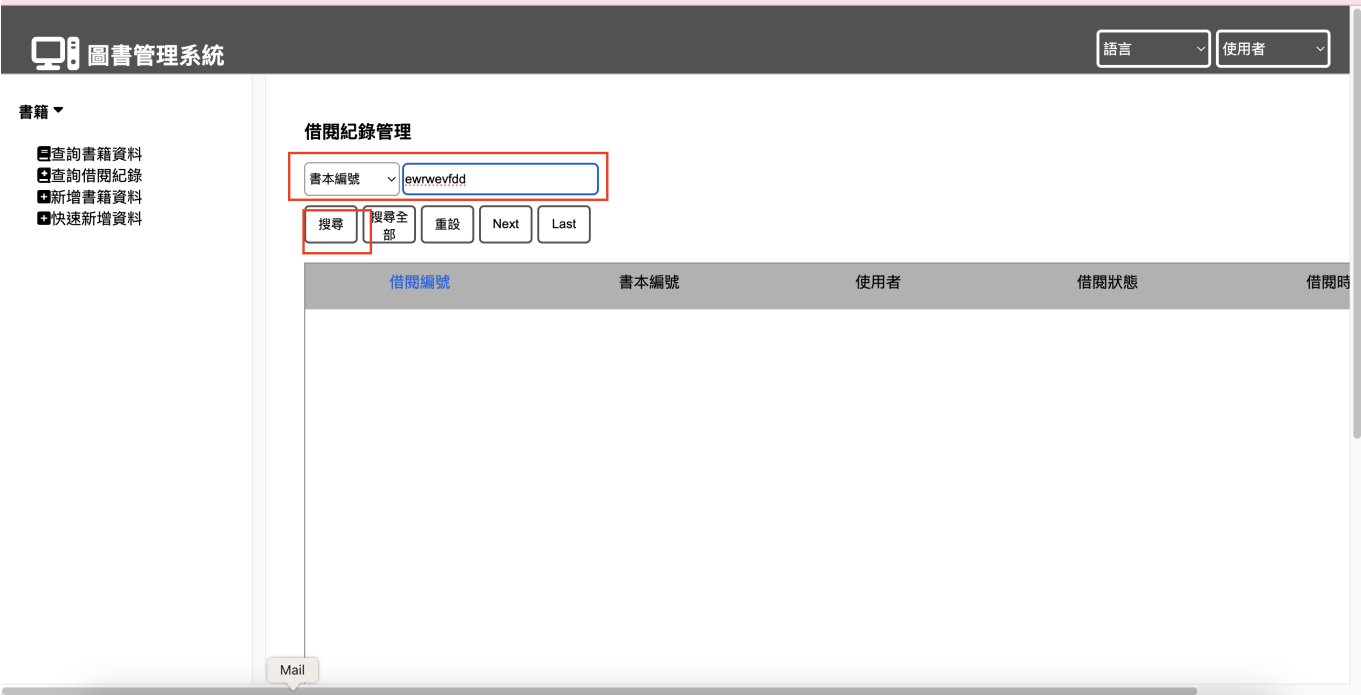 圖書管理系統
語言 使用者
書籍
查詢書籍資料
查詢借閱紀錄
新增書籍資料
快速新增資料
借閱紀錄管理
書本編號 ewrwevfdd
搜尋 搜尋全部 重設 Next Last
借閱編號 書本編號 使用者 借閱狀態 借閱時
Mail